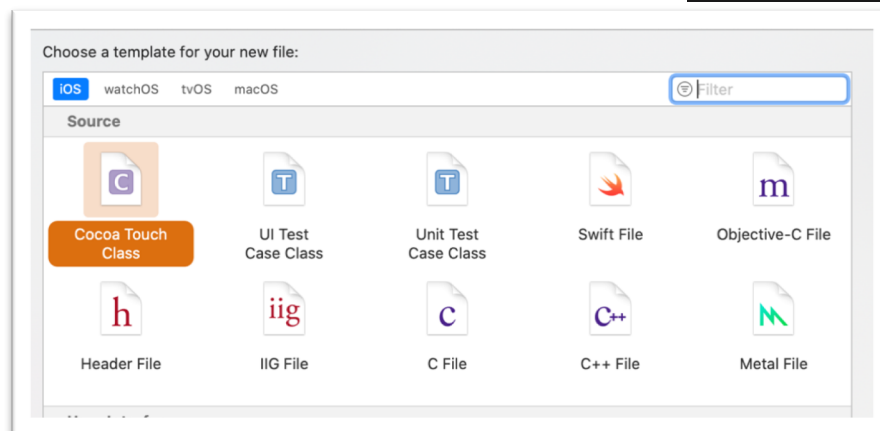 Choose a template for your new file:
iOS watchOS tvOS macOS Filter
Source
C T T m
Cocoa Touch Class UI Test Case Class Unit Test Case Class Swift File Objective-C File
h iig c C++
Header File IIG File C File C++ File Metal File